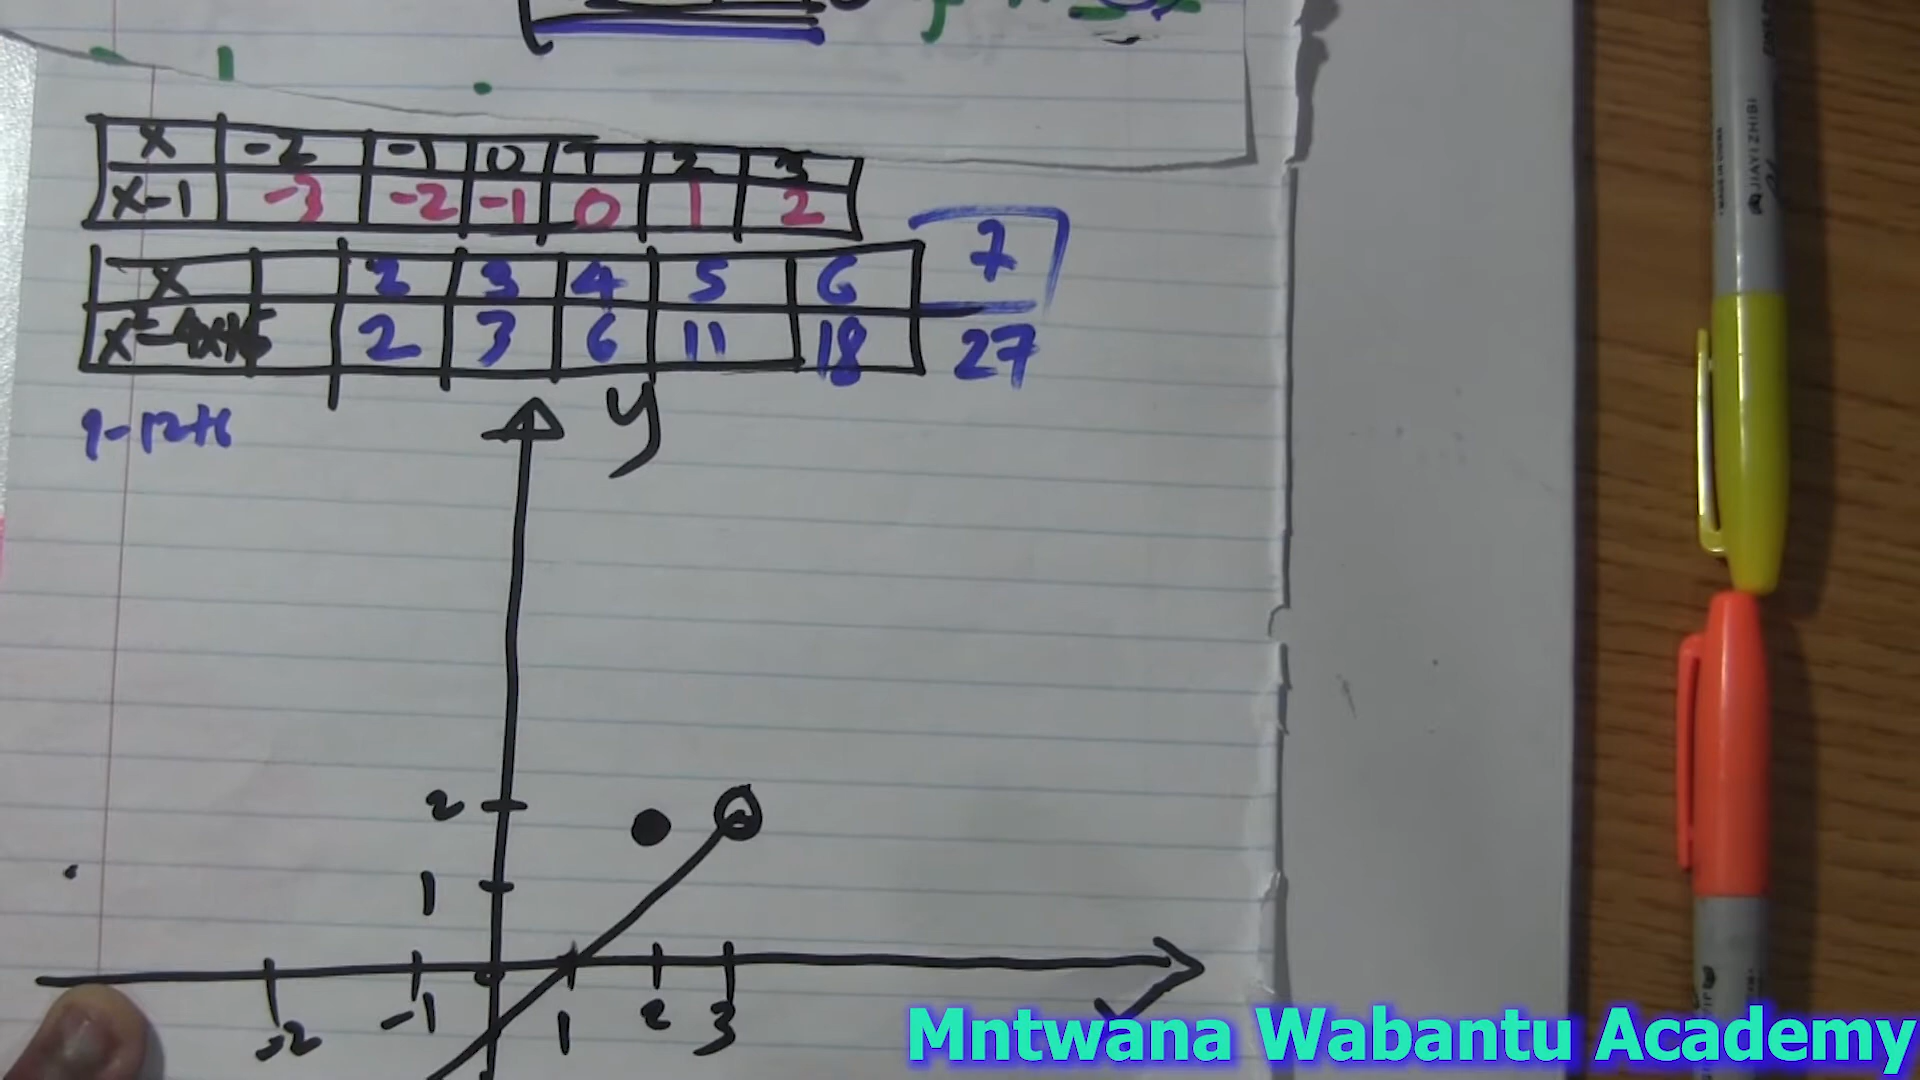 x -2 -1 0 1 2 3
x-1 -3 -2 -1 0 1 2
x 2 3 4 5 6 7
2 3 6 11 18 27
9-12+6
y
2
1
-2 -1 1 2 3
JIAYIZHIBI
Mntwana Wabantu Academy